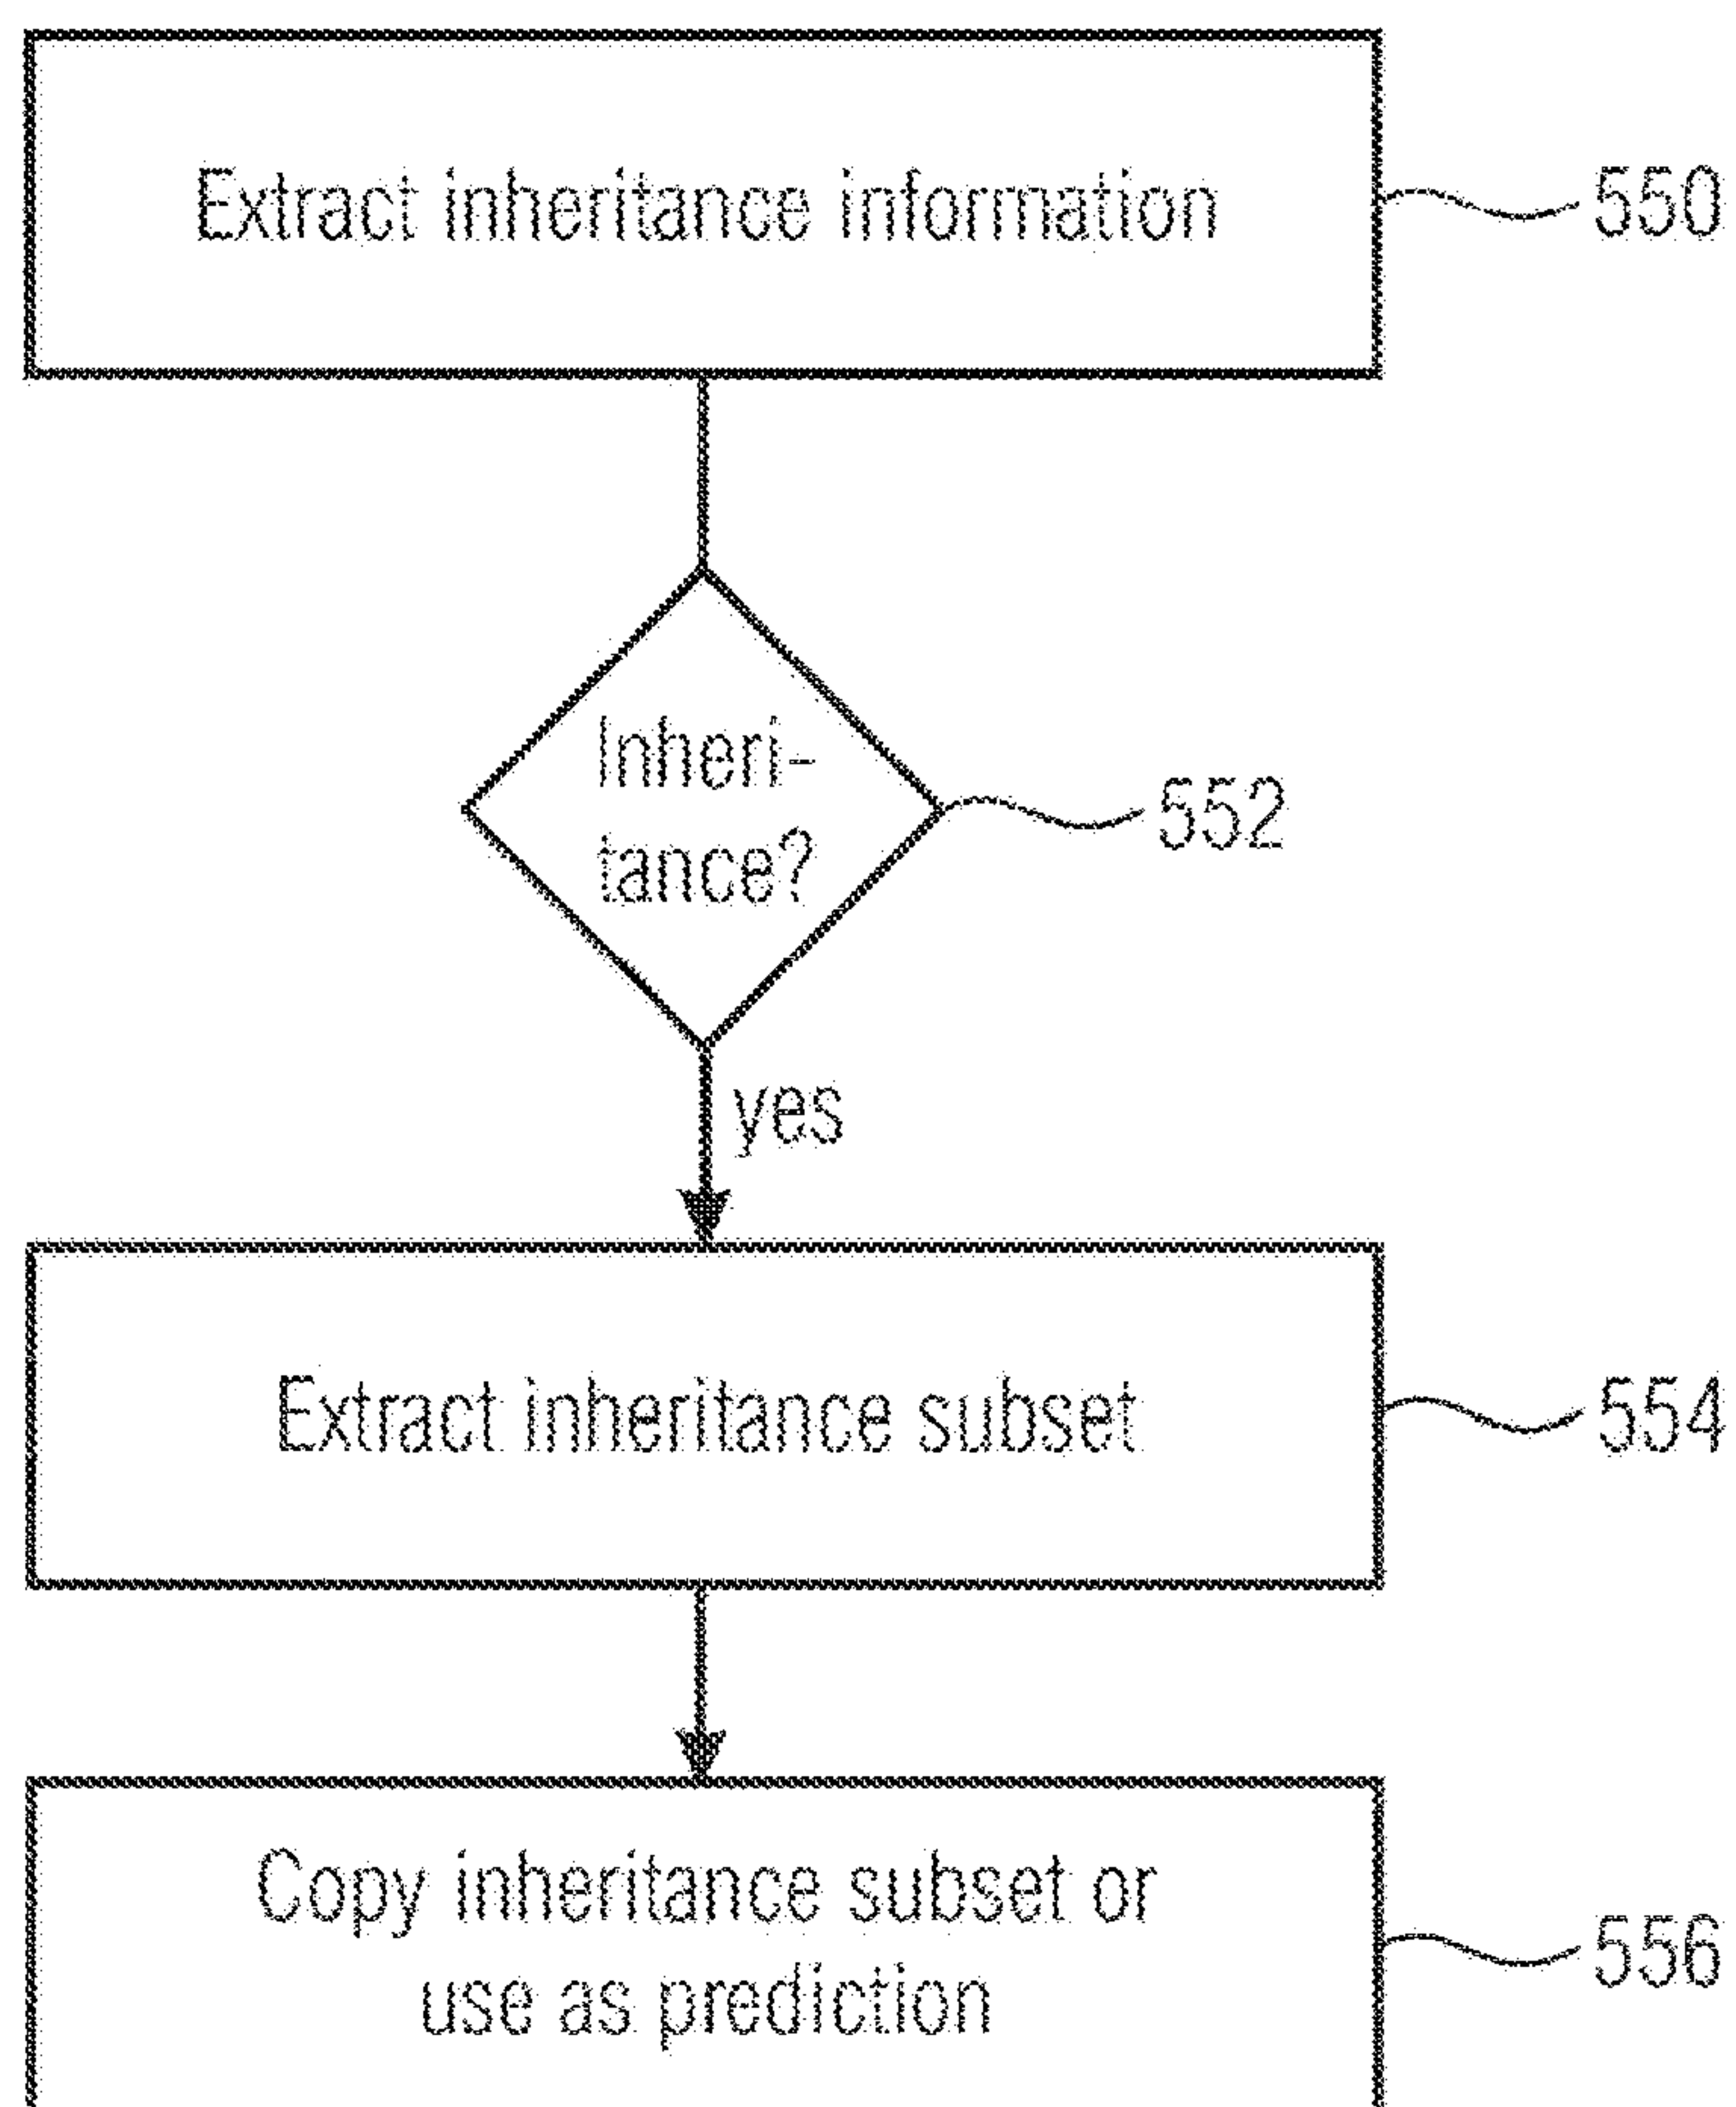 Extract inheritance information
550
Inheri-
tance?
552
yes
Extract inheritance subset
554
Copy inheritance subset or
use as prediction
556